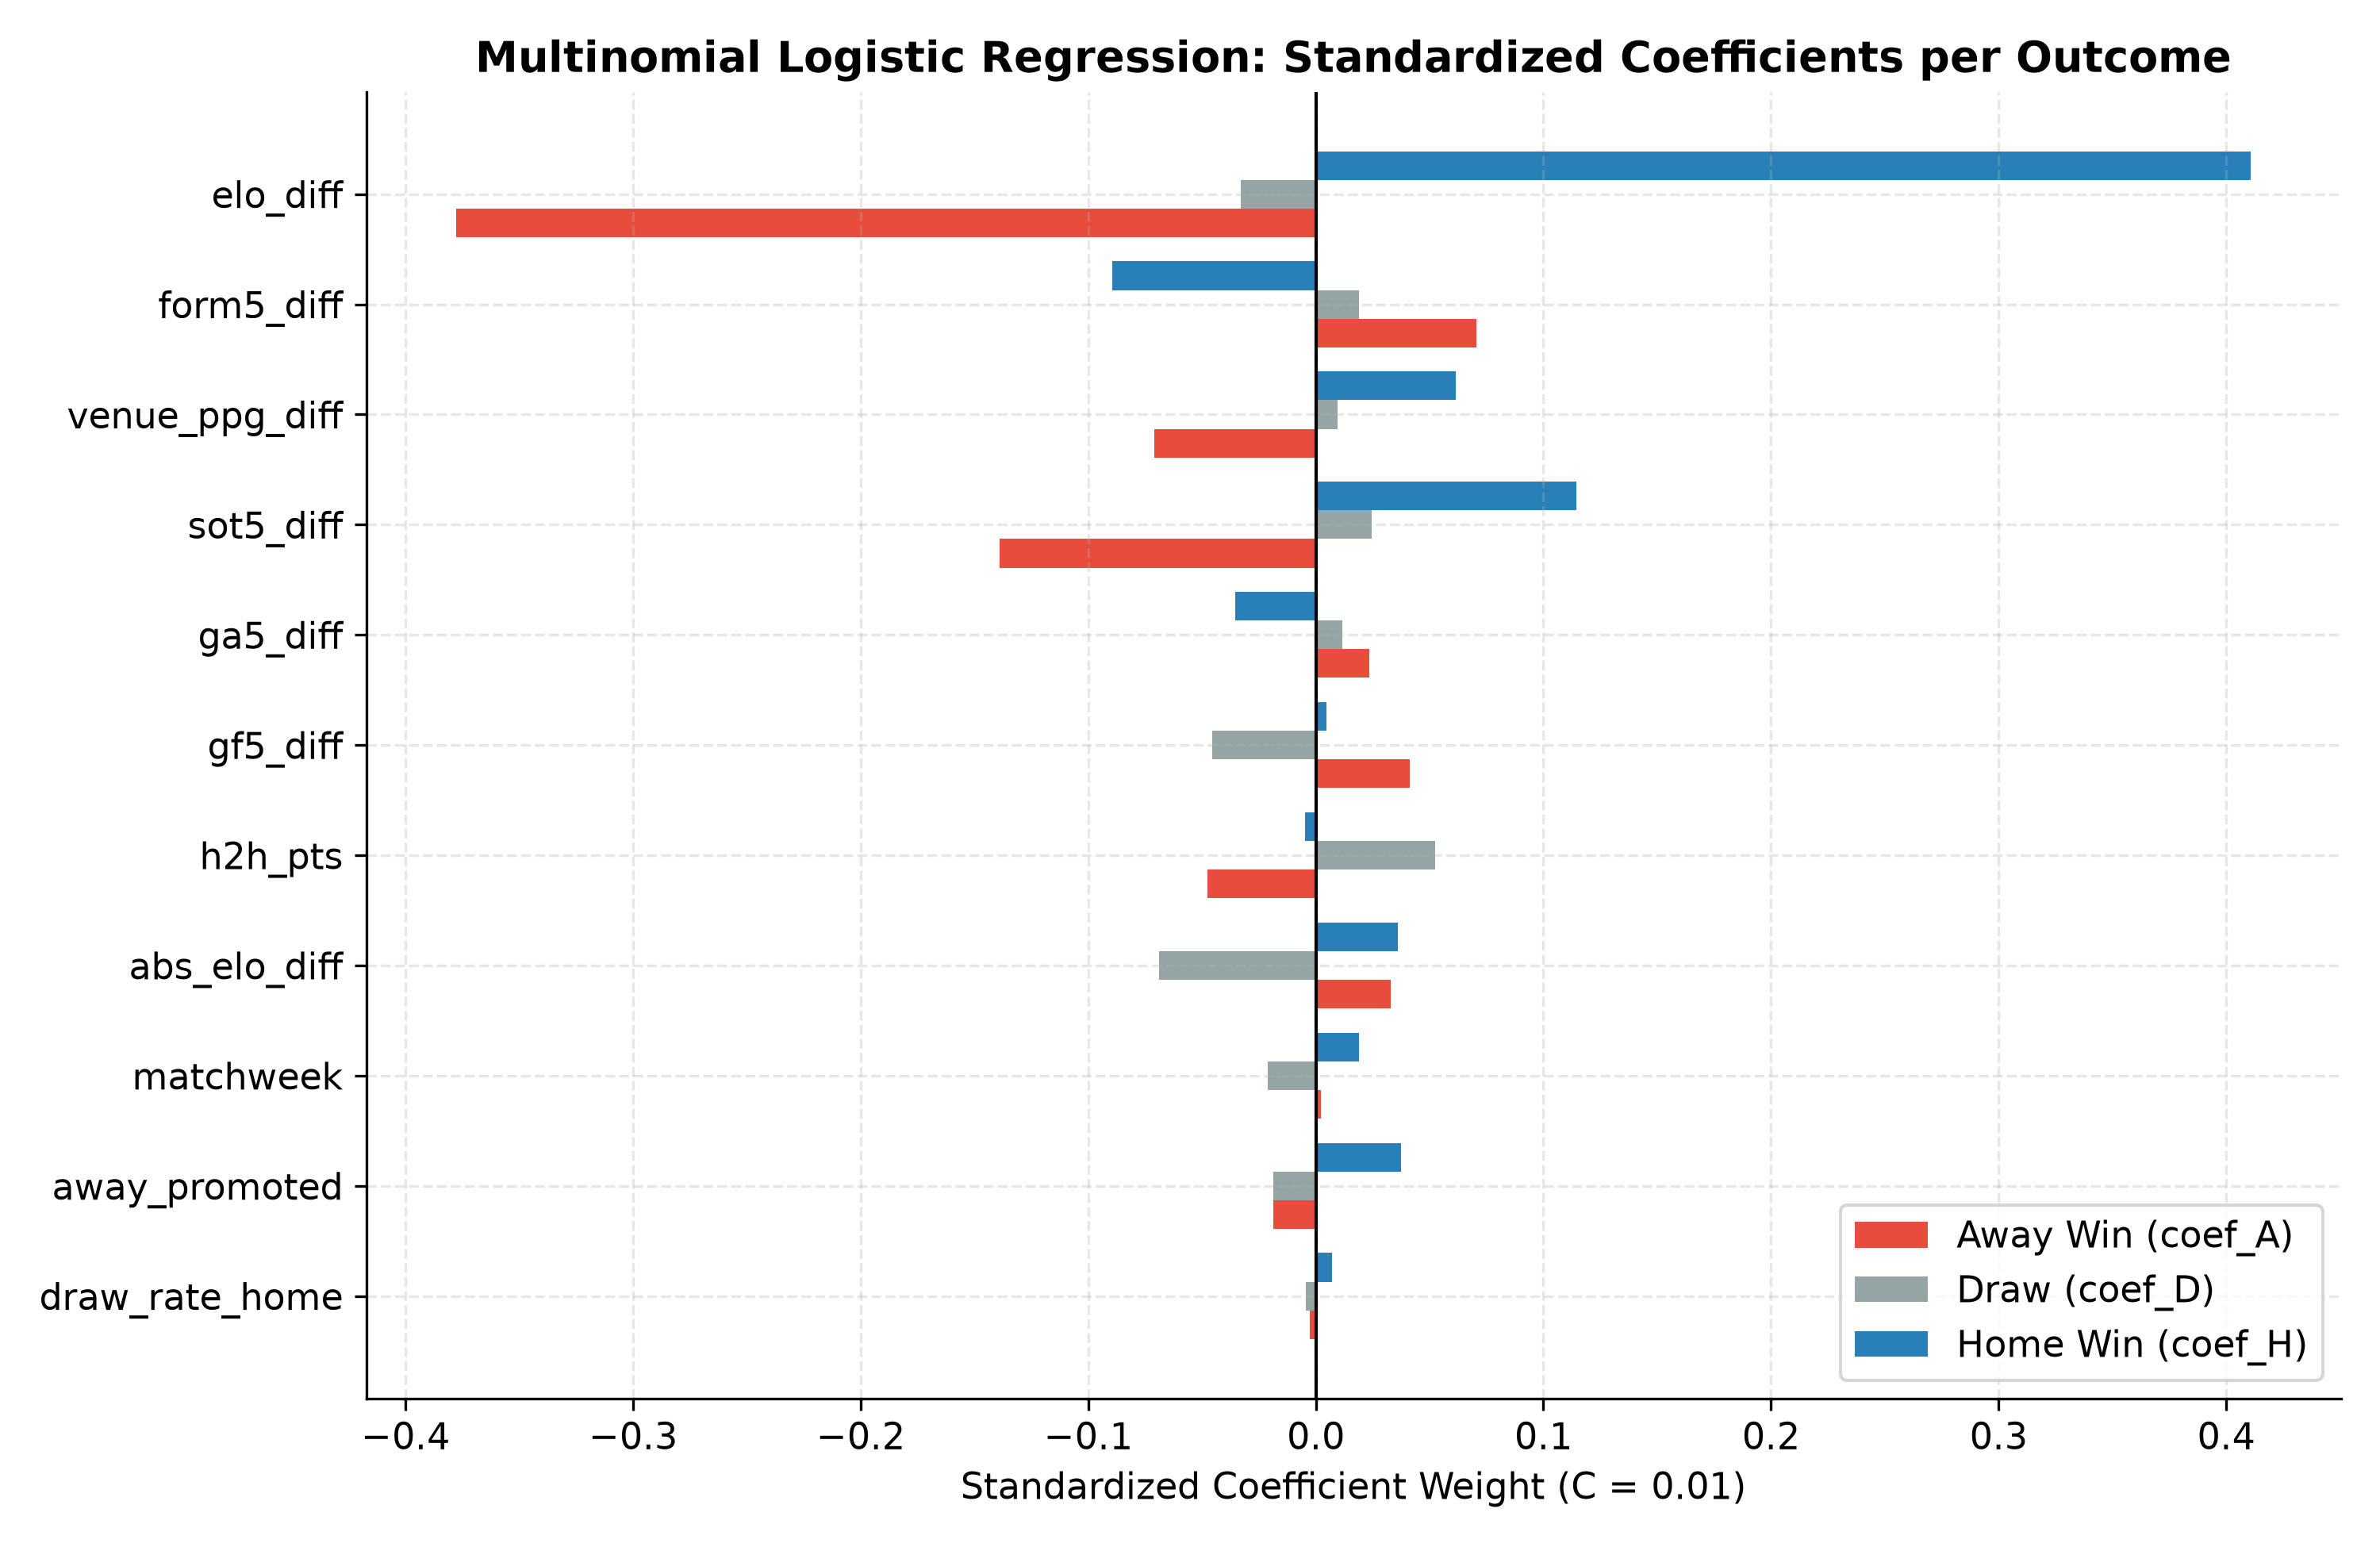 Multinomial Logistic Regression: Standardized Coefficients per Outcome
elo_diff
form5_diff
venue_ppg_diff
sot5_diff
ga5_diff
gf5_diff
h2h_pts
abs_elo_diff
matchweek
away_promoted
draw_rate_home
Away Win (coef_A)
Draw (coef_D)
Home Win (coef_H)
−0.4 −0.3 −0.2 −0.1 0.0 0.1 0.2 0.3 0.4
Standardized Coefficient Weight (C = 0.01)